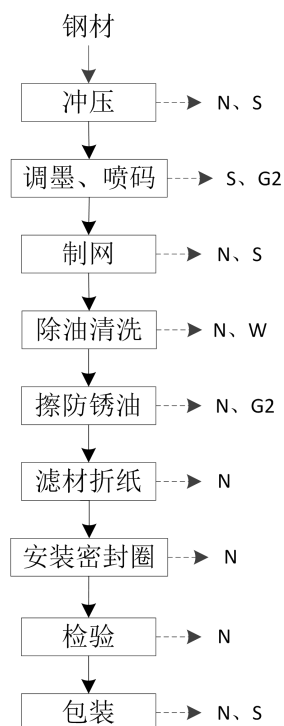 钢材
冲压 N、S
调墨、喷码 S、G2
制网 N、S
除油清洗 N、W
擦防锈油 N、G2
滤材折纸 N
安装密封圈 N
检验 N
包装 N、S